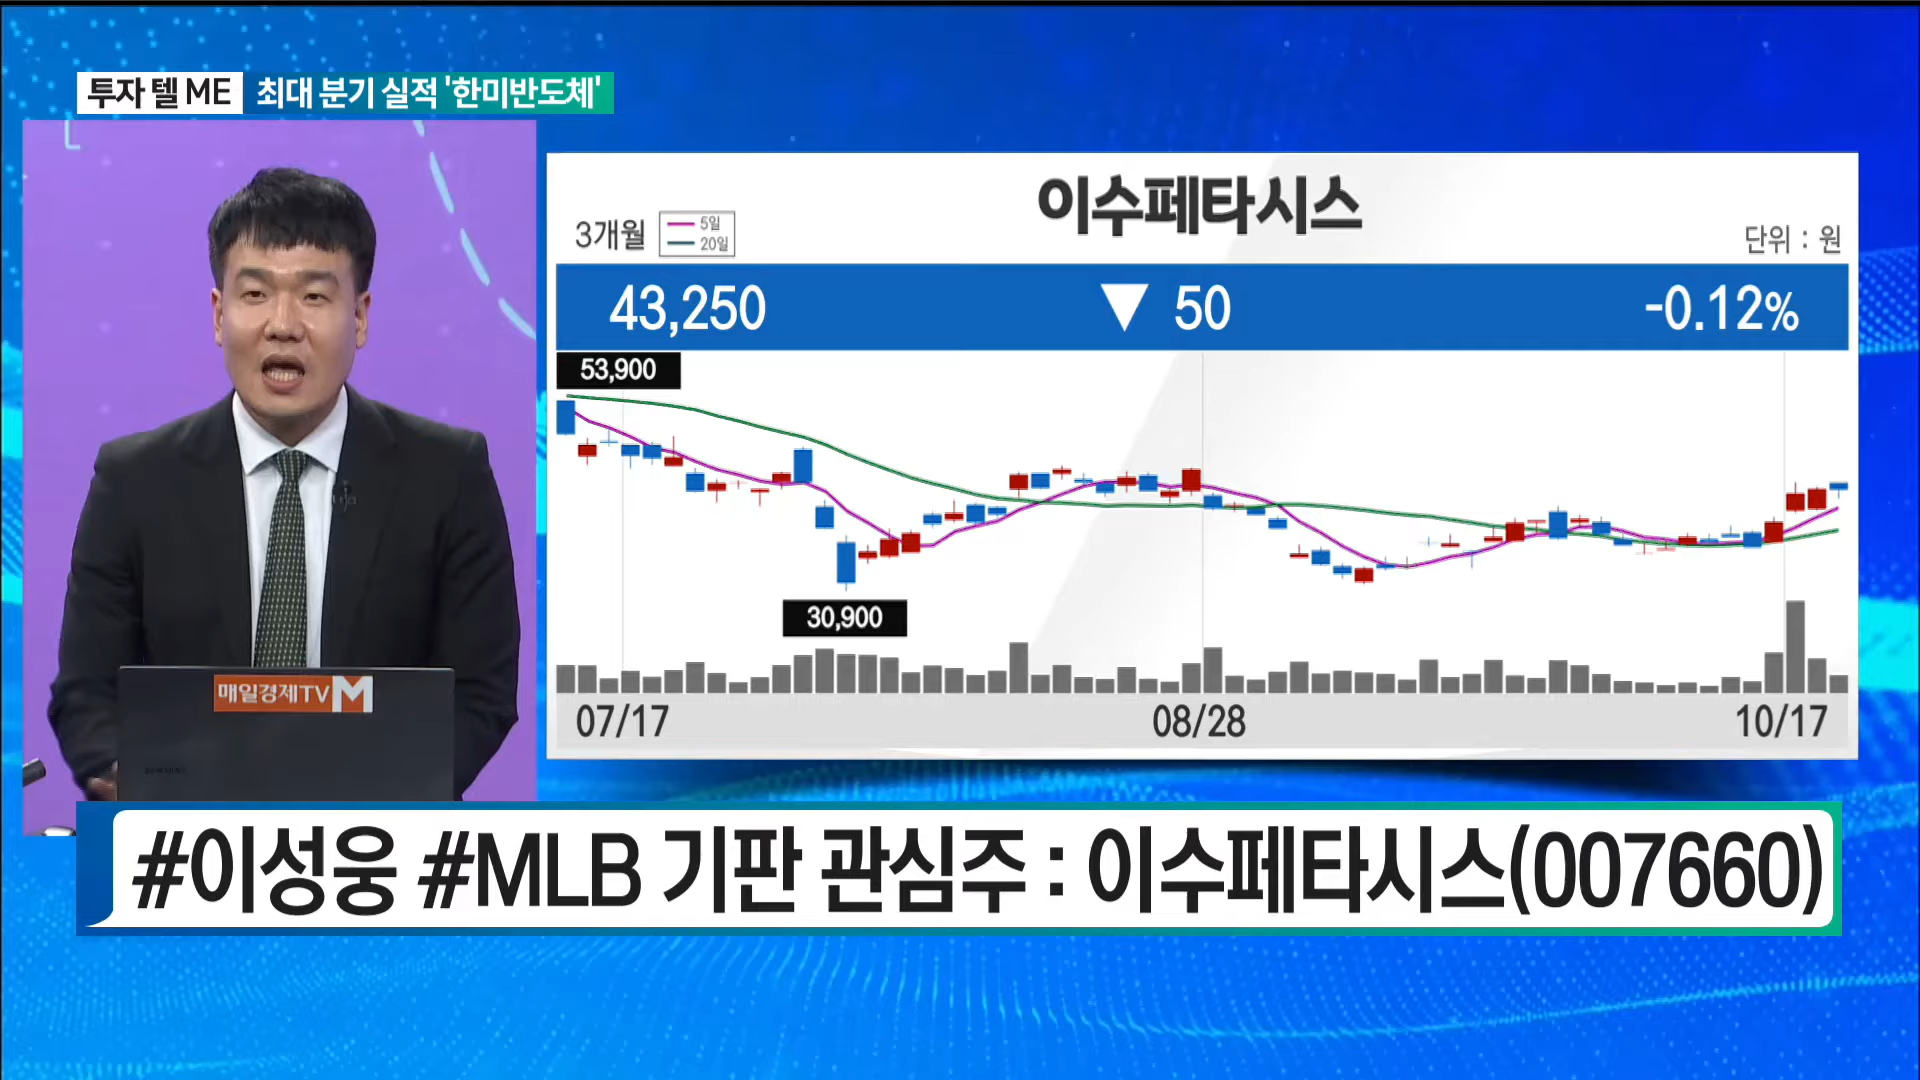 투자 텔 ME 최대 분기 실적 '한미반도체'
이수페타시스
3개월
5일
20일
단위 : 원
43,250 ▼ 50 -0.12%
53,900
30,900
07/17 08/28 10/17
매일경제TV M
#이성웅 #MLB 기판 관심주 : 이수페타시스(007660)